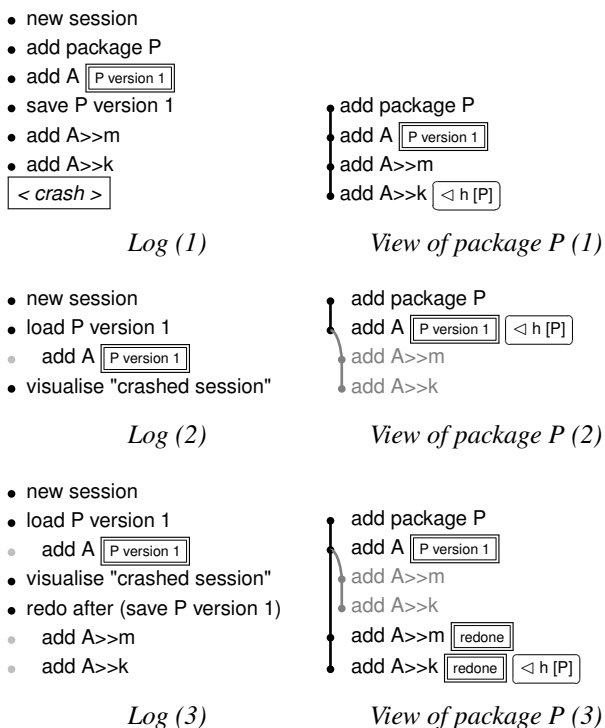 new session
add package P
add A P version 1
save P version 1
add A>>m
add A>>k
< crash >
Log (1)
add package P
add A P version 1
add A>>m
add A>>k ◁ h [P]
View of package P (1)
new session
load P version 1
add A P version 1
visualise "crashed session"
Log (2)
add package P
add A P version 1 ◁ h [P]
add A>>m
add A>>k
View of package P (2)
new session
load P version 1
add A P version 1
visualise "crashed session"
redo after (save P version 1)
add A>>m
add A>>k
Log (3)
add package P
add A P version 1
add A>>m
add A>>k
add A>>m redone
add A>>k redone ◁ h [P]
View of package P (3)